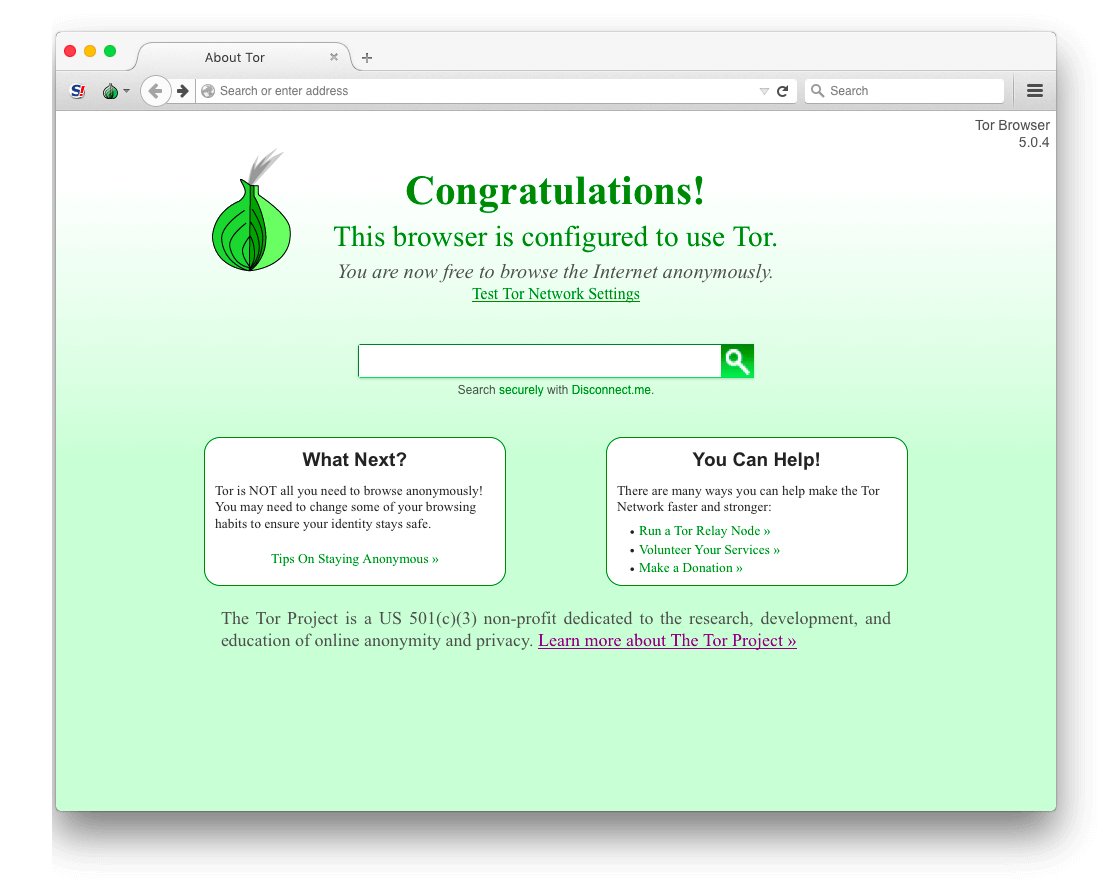 About Tor
S!
Search or enter address
Search
Tor Browser
5.0.4
Congratulations!
This browser is configured to use Tor.
You are now free to browse the Internet anonymously.
Test Tor Network Settings
Search securely with Disconnect.me.
What Next?
Tor is NOT all you need to browse anonymously!
You may need to change some of your browsing
habits to ensure your identity stays safe.
Tips On Staying Anonymous »
You Can Help!
There are many ways you can help make the Tor
Network faster and stronger:
• Run a Tor Relay Node »
• Volunteer Your Services »
• Make a Donation »
The Tor Project is a US 501(c)(3) non-profit dedicated to the research, development, and
education of online anonymity and privacy. Learn more about The Tor Project »